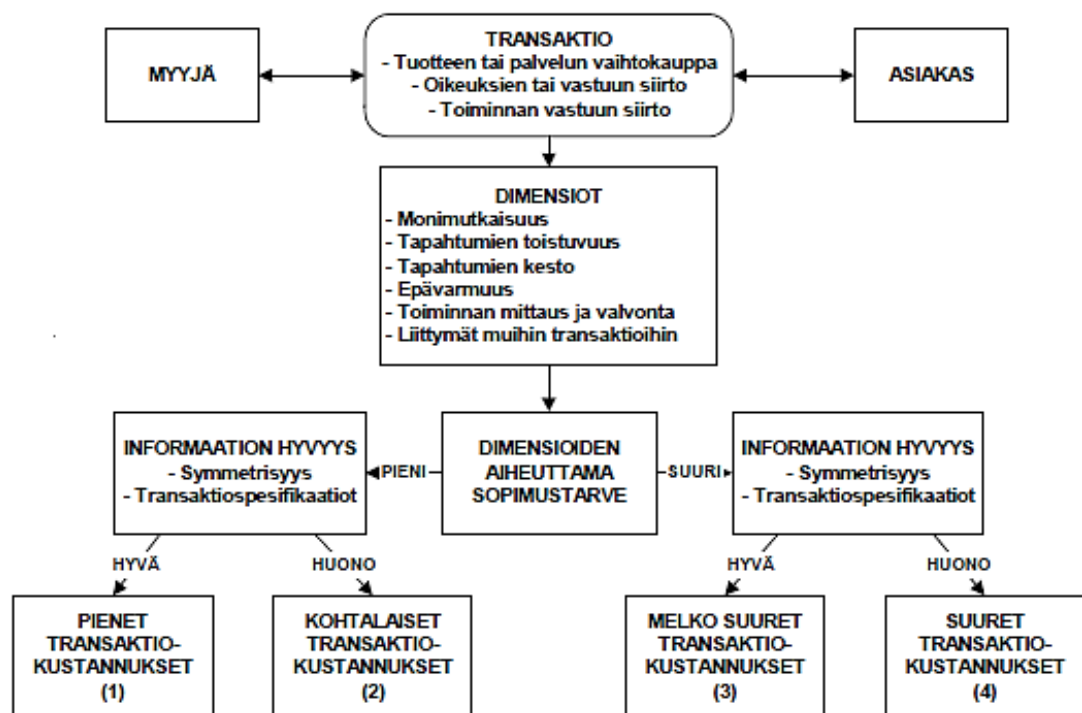 TRANSAKTIO
- Tuotteen tai palvelun vaihtokauppa
- Oikeuksien tai vastuun siirto
- Toiminnan vastuun siirto
MYYJÄ
ASIAKAS
DIMENSIOT
- Monimutkaisuus
- Tapahtumien toistuvuus
- Tapahtumien kesto
- Epävarmuus
- Toiminnan mittaus ja valvonta
- Liittymät muihin transaktioihin
INFORMAATION HYVYYS
- Symmetrisyys
- Transaktiospesifikaatiot
PIENI
DIMENSIOIDEN
AIHEUTTAMA
SOPIMUSTARVE
SUURI
INFORMAATION HYVYYS
- Symmetrisyys
- Transaktiospesifikaatiot
HYVÄ
HUONO
HYVÄ
HUONO
PIENET
TRANSAKTIO-
KUSTANNUKSET
(1)
KOHTALAISET
TRANSAKTIO-
KUSTANNUKSET
(2)
MELKO SUURET
TRANSAKTIO-
KUSTANNUKSET
(3)
SUURET
TRANSAKTIO-
KUSTANNUKSET
(4)